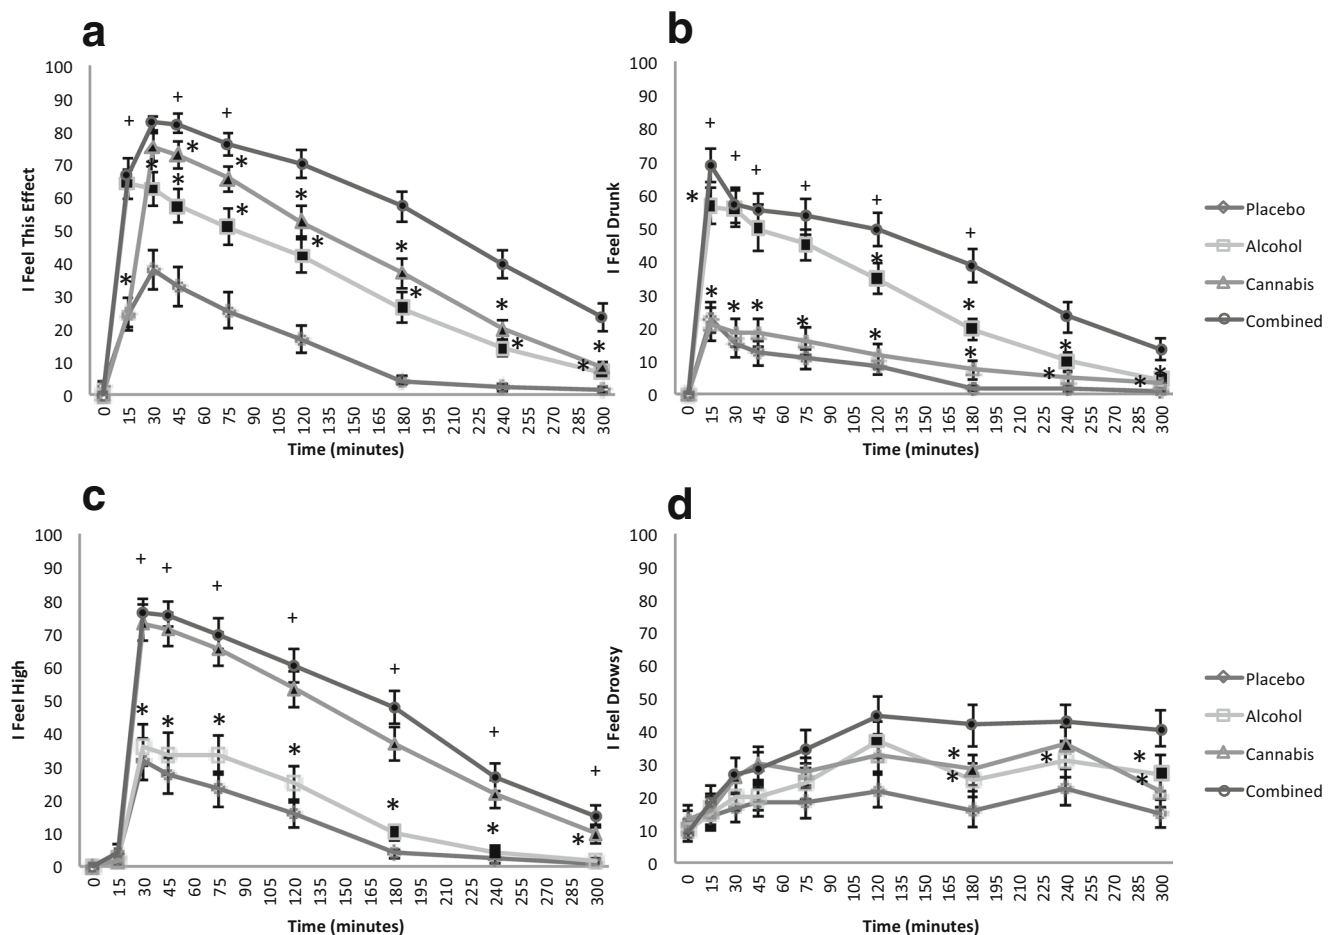 a
100
90
80
70
60
50
40
30
20
10
0
I Feel This Effect
+ + +
* * * * * * * * * * * * * * *
0 15 30 45 60 75 90 105 120 135 150 165 180 195 210 225 240 255 270 285 300
Time (minutes)
b
100
90
80
70
60
50
40
30
20
10
0
I Feel Drunk
+ + + + + +
* * * * * * * * * * * *
0 15 30 45 60 75 90 105 120 135 150 165 180 195 210 225 240 255 270 285 300
Time (minutes)
Placebo
Alcohol
Cannabis
Combined
c
100
90
80
70
60
50
40
30
20
10
0
I Feel High
+ + + + + + +
* * * * * * *
0 15 30 45 60 75 90 105 120 135 150 165 180 195 210 225 240 255 270 285 300
Time (minutes)
d
100
90
80
70
60
50
40
30
20
10
0
I Feel Drowsy
* * * * *
0 15 30 45 60 75 90 105 120 135 150 165 180 195 210 225 240 255 270 285 300
Time (minutes)
Placebo
Alcohol
Cannabis
Combined